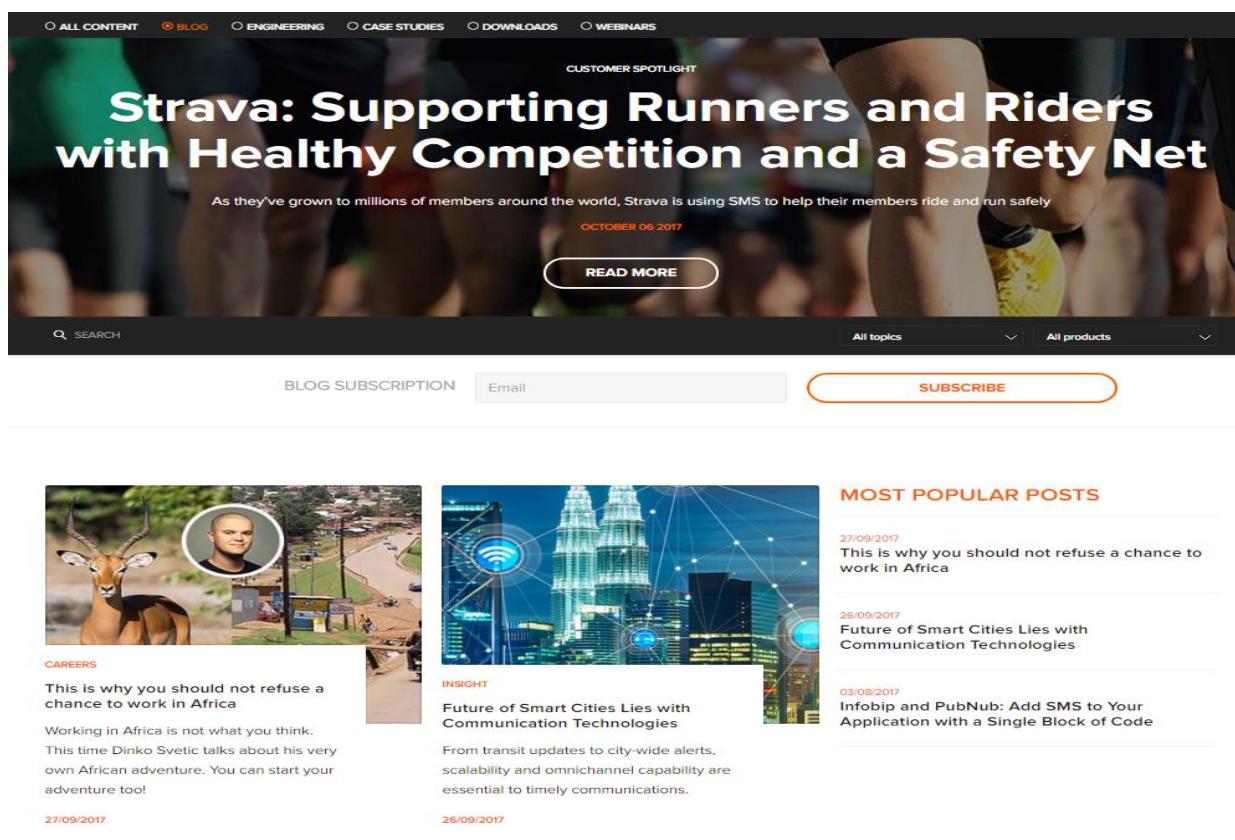 ALL CONTENT BLOG ENGINEERING CASE STUDIES DOWNLOADS WEBINARS
CUSTOMER SPOTLIGHT
Strava: Supporting Runners and Riders
with Healthy Competition and a Safety Net
As they've grown to millions of members around the world, Strava is using SMS to help their members ride and run safely
OCTOBER 06 2017
READ MORE
SEARCH
All topics
All products
BLOG SUBSCRIPTION
Email
SUBSCRIBE
CAREERS
This is why you should not refuse a
chance to work in Africa
Working in Africa is not what you think.
This time Dinko Svetic talks about his very
own African adventure. You can start your
adventure too!
27/09/2017
INSIGHT
Future of Smart Cities Lies with
Communication Technologies
From transit updates to city-wide alerts,
scalability and omnichannel capability are
essential to timely communications.
26/09/2017
MOST POPULAR POSTS
27/09/2017
This is why you should not refuse a chance to
work in Africa
26/09/2017
Future of Smart Cities Lies with
Communication Technologies
03/08/2017
Infobip and PubNub: Add SMS to Your
Application with a Single Block of Code